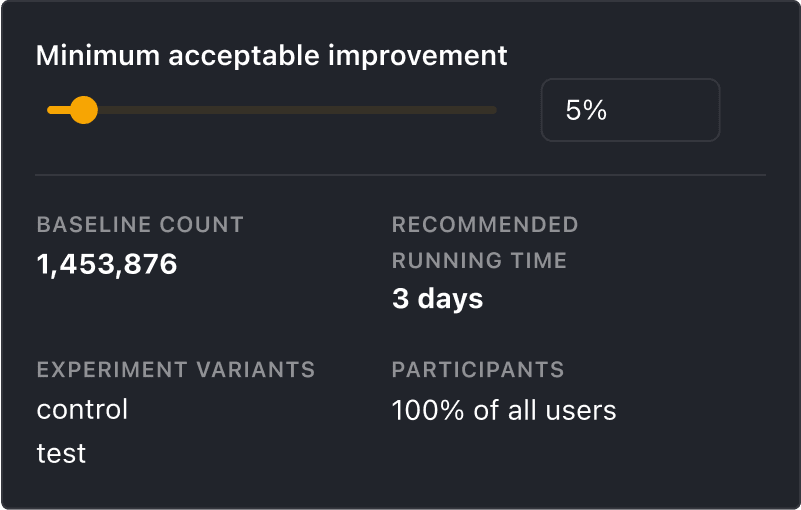 Minimum acceptable improvement
5%
BASELINE COUNT
1,453,876
RECOMMENDED
RUNNING TIME
3 days
EXPERIMENT VARIANTS
control
test
PARTICIPANTS
100% of all users